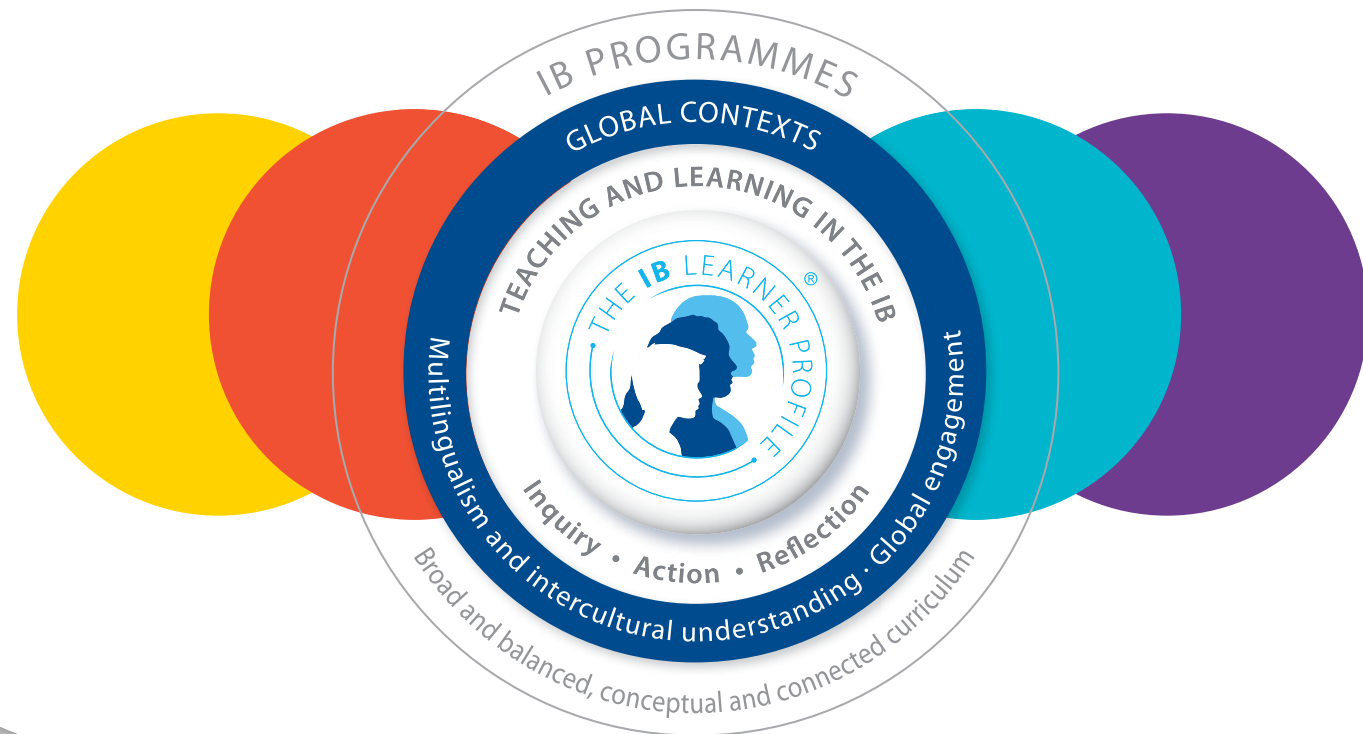 IB PROGRAMMES
GLOBAL CONTEXTS
TEACHING AND LEARNING IN THE IB
THE IB LEARNER PROFILE ®
Inquiry • Action • Reflection
Multilingualism and intercultural understanding · Global engagement
Broad and balanced, conceptual and connected curriculum